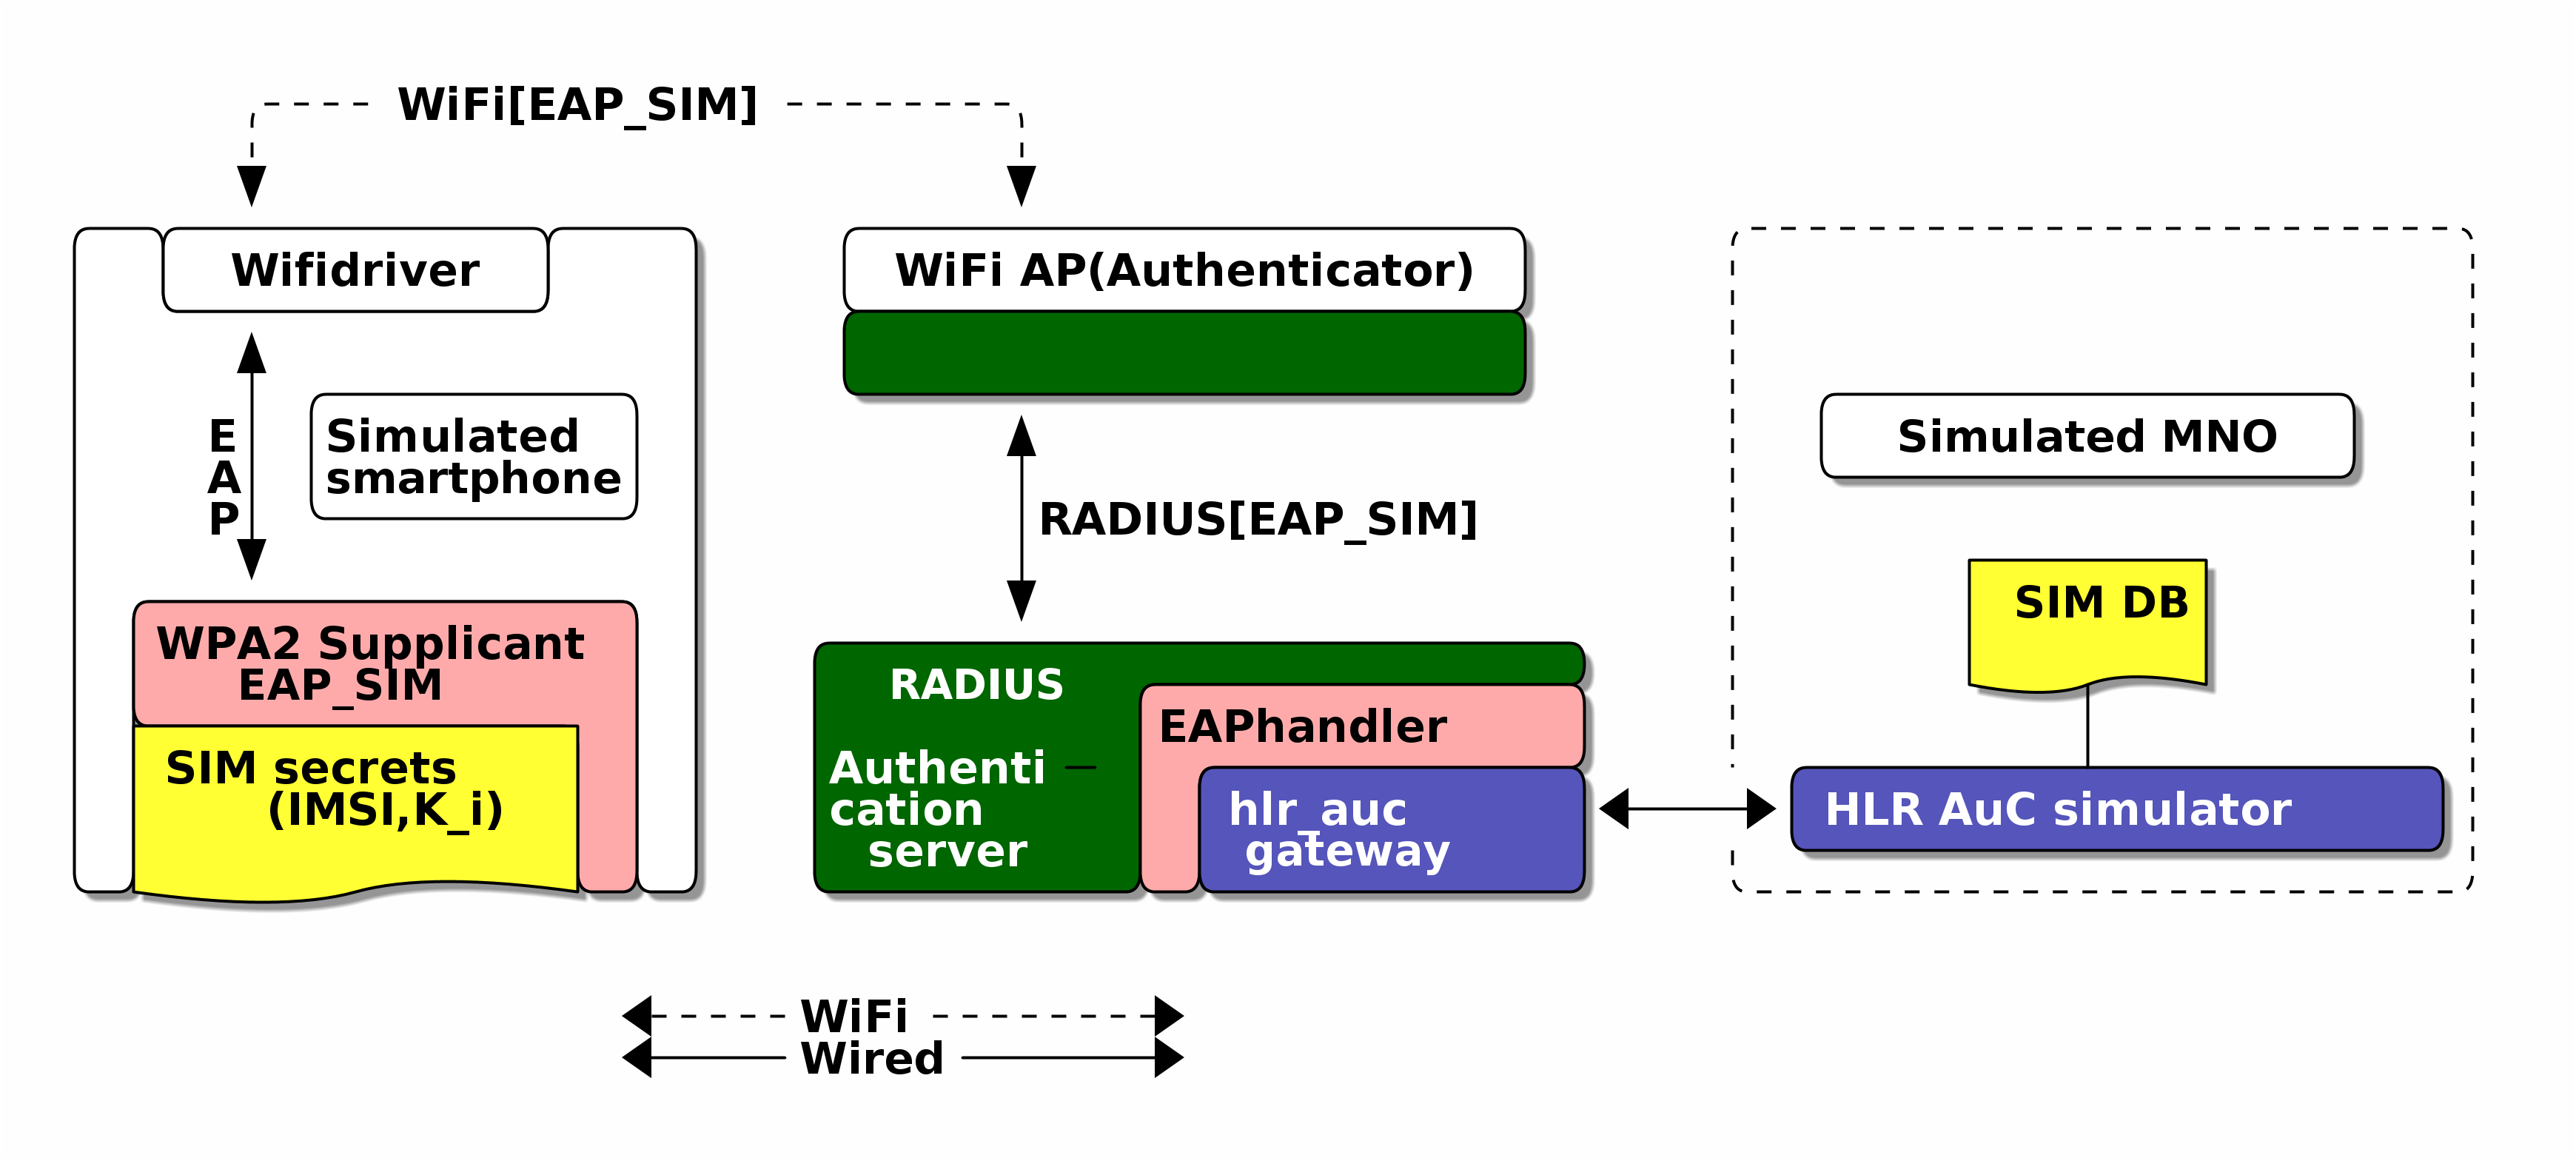 WiFi[EAP_SIM]
Wifidriver
E
A
P
Simulated
smartphone
WPA2 Supplicant
EAP_SIM
SIM secrets
(IMSI,K_i)
WiFi AP(Authenticator)
RADIUS[EAP_SIM]
RADIUS
Authenti –
cation
server
EAPhandler
hlr_auc
gateway
Simulated MNO
SIM DB
HLR AuC simulator
WiFi
Wired